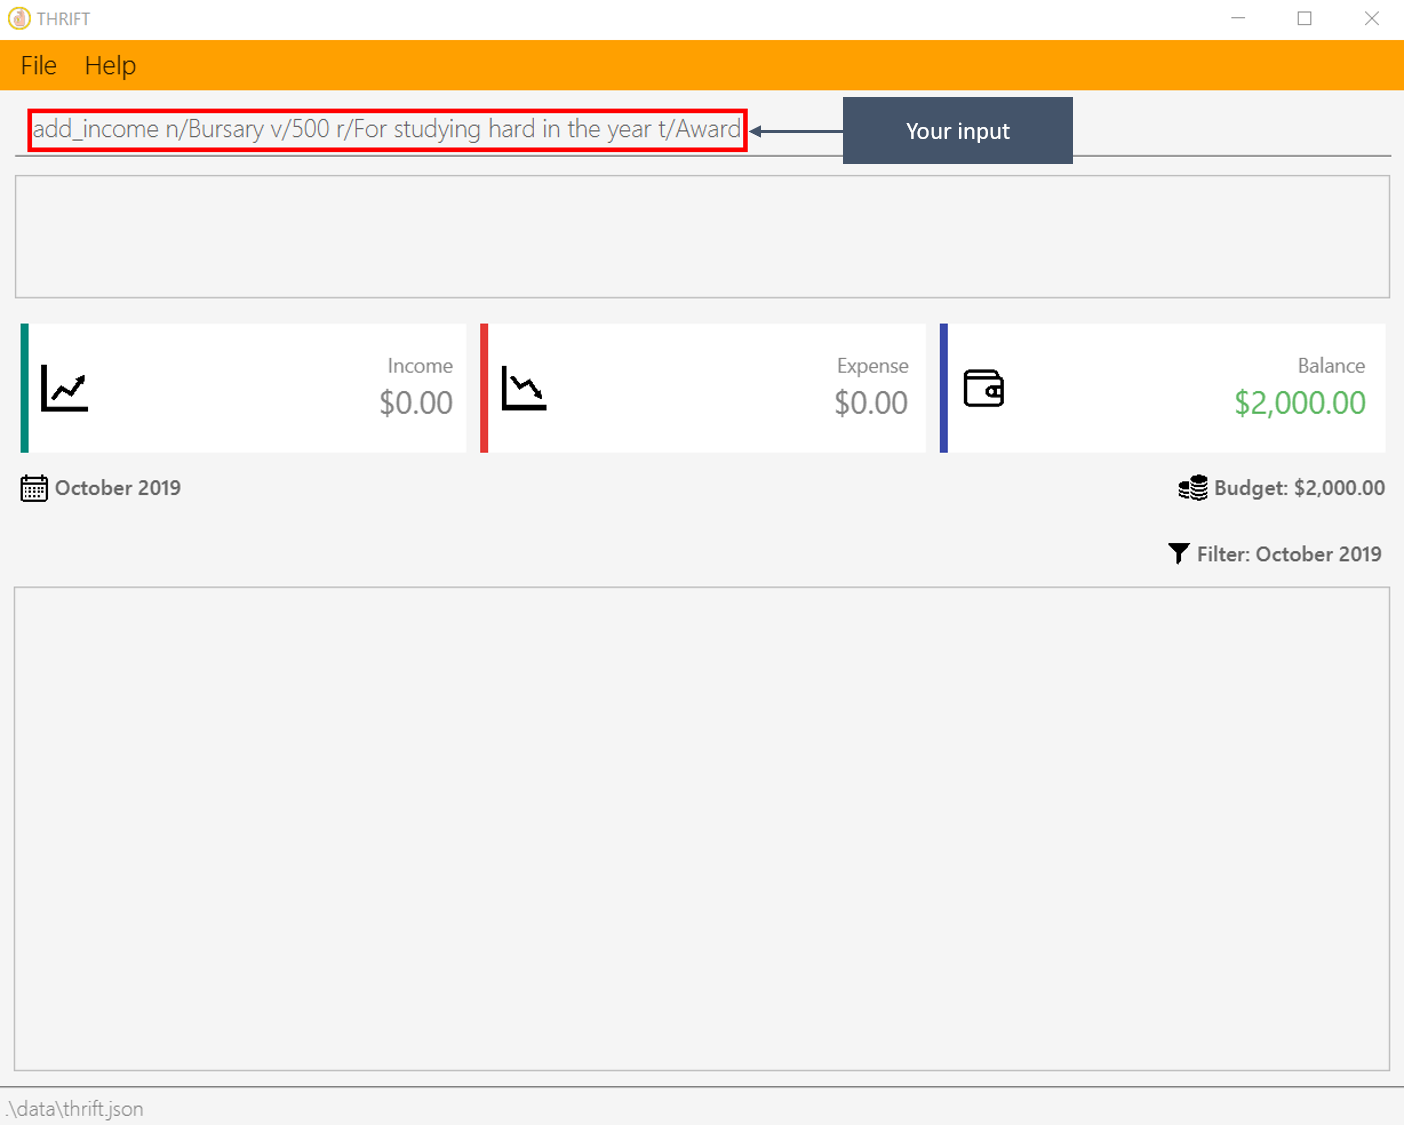 THRIFT
File Help
add_income n/Bursary v/500 r/For studying hard in the year t/Award
Your input
Income
$0.00
Expense
$0.00
Balance
$2,000.00
October 2019
Budget: $2,000.00
Filter: October 2019
.\data\thrift.json